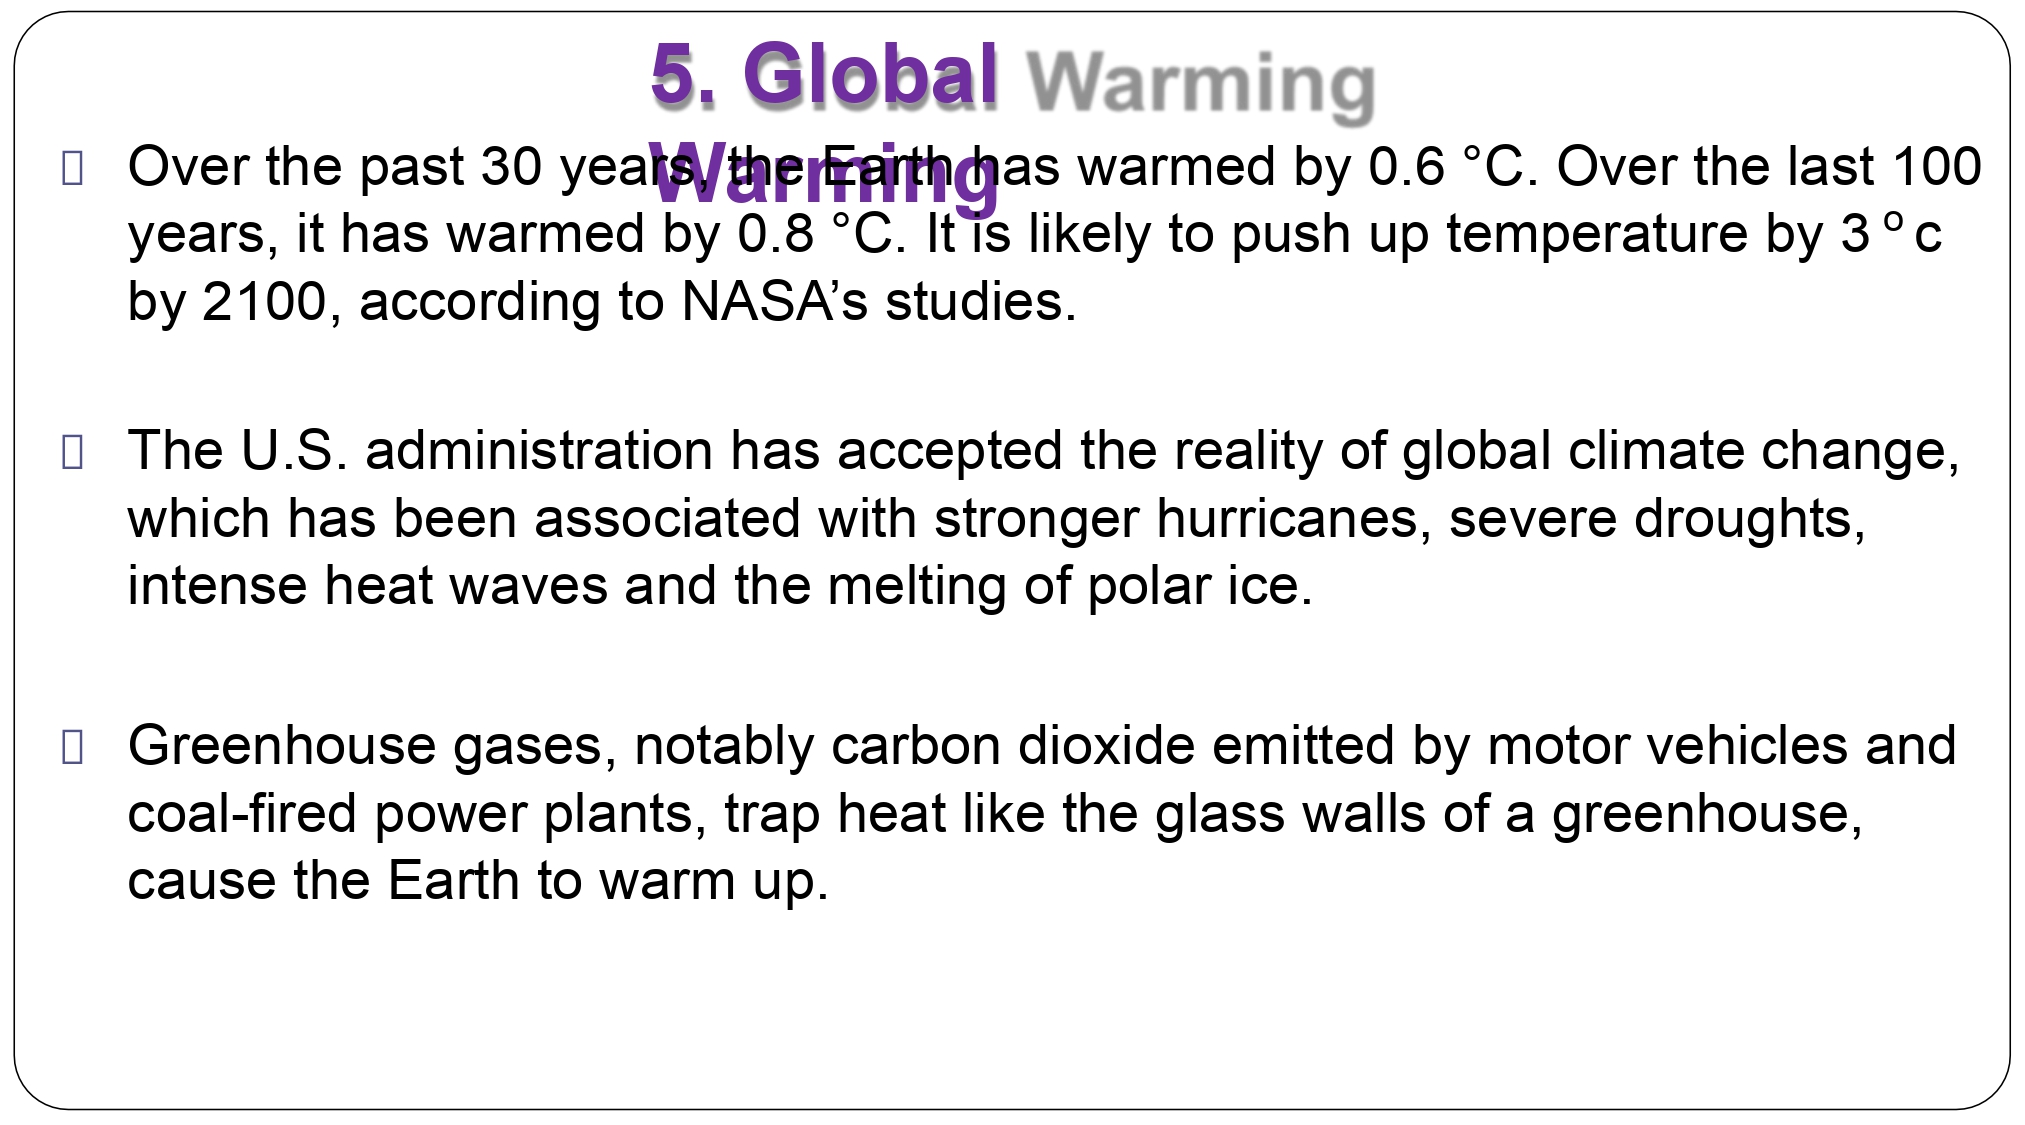 5. Global Warming
Over the past 30 years, the Earth has warmed by 0.6 °C. Over the last 100
years, it has warmed by 0.8 °C. It is likely to push up temperature by 3 º c
by 2100, according to NASA’s studies.
The U.S. administration has accepted the reality of global climate change,
which has been associated with stronger hurricanes, severe droughts,
intense heat waves and the melting of polar ice.
Greenhouse gases, notably carbon dioxide emitted by motor vehicles and
coal-fired power plants, trap heat like the glass walls of a greenhouse,
cause the Earth to warm up.